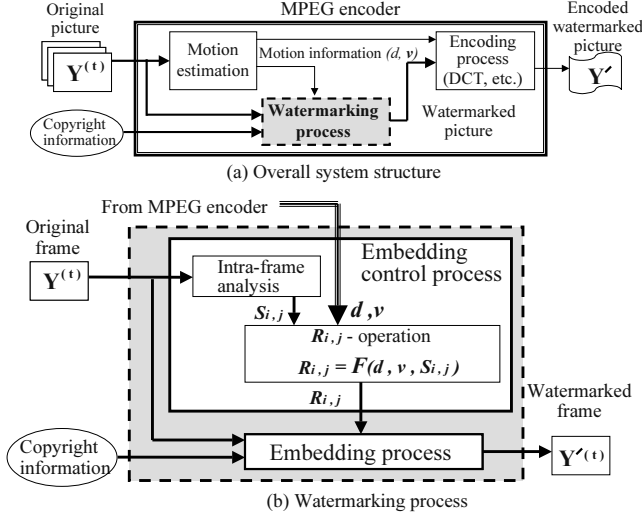 MPEG encoder
Original
picture
Y(t)
Motion
estimation
Motion information (d, v)
Encoding
process
(DCT, etc.)
Encoded
watermarked
picture
Y′
Copyright
information
Watermarking
process
Watermarked
picture
(a) Overall system structure
From MPEG encoder
Original
frame
Y(t)
Embedding
control process
Intra-frame
analysis
Si,j
d ,v
Ri,j - operation
Ri,j = F(d , v , Si,j )
Ri,j
Watermarked
frame
Copyright
information
Embedding process
Y′(t)
(b) Watermarking process